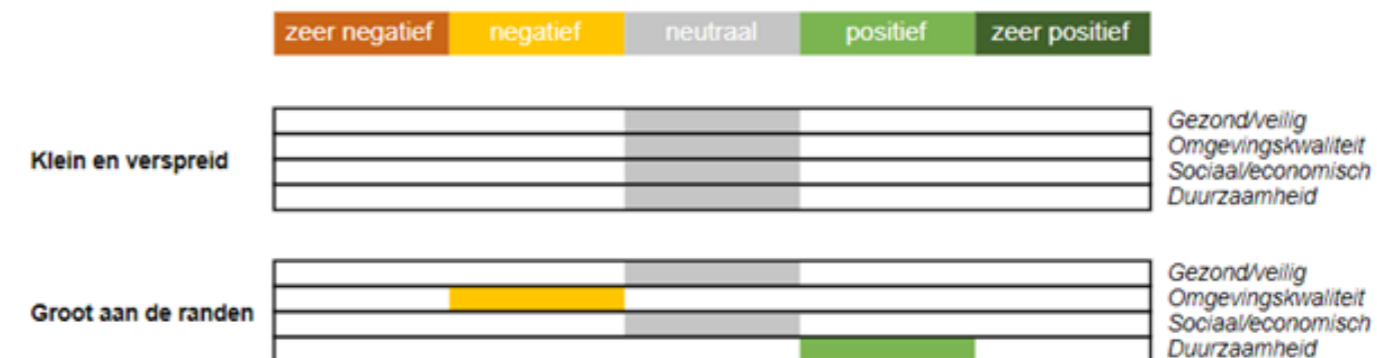 zeer negatief negatief neutraal positief zeer positief
Klein en verspreid
Gezond/veilig
Omgevingskwaliteit
Sociaal/economisch
Duurzaamheid
Groot aan de randen
Gezond/veilig
Omgevingskwaliteit
Sociaal/economisch
Duurzaamheid